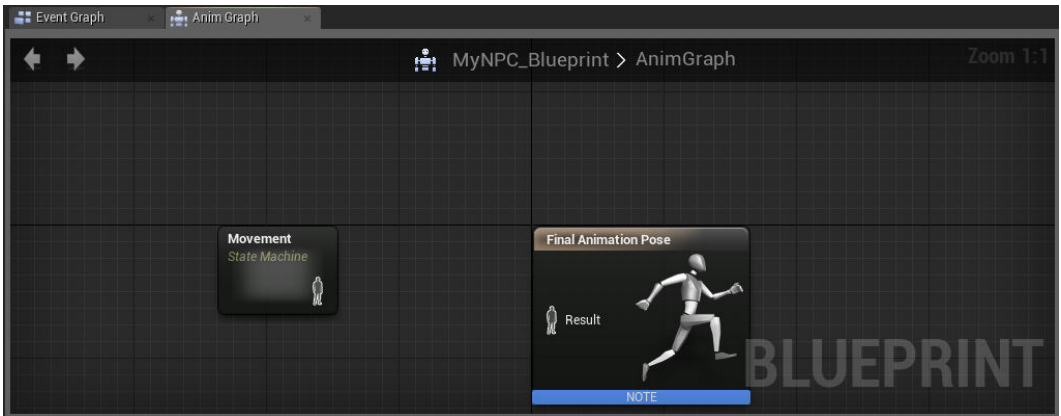 Event Graph
Anim Graph
MyNPC_Blueprint > AnimGraph
Zoom 1:1
Movement
State Machine
Final Animation Pose
Result
BLUEPRINT
NOTE